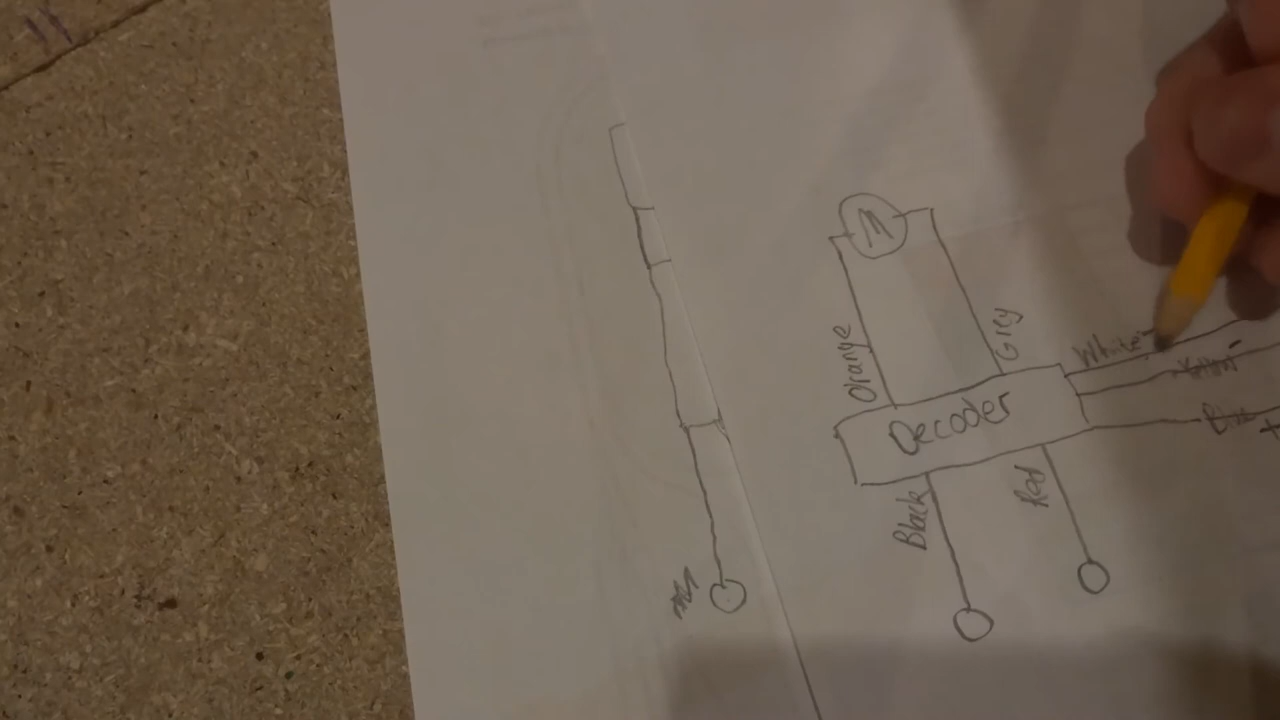 M
Orange
Grey
White -
Decoder
Black
Red